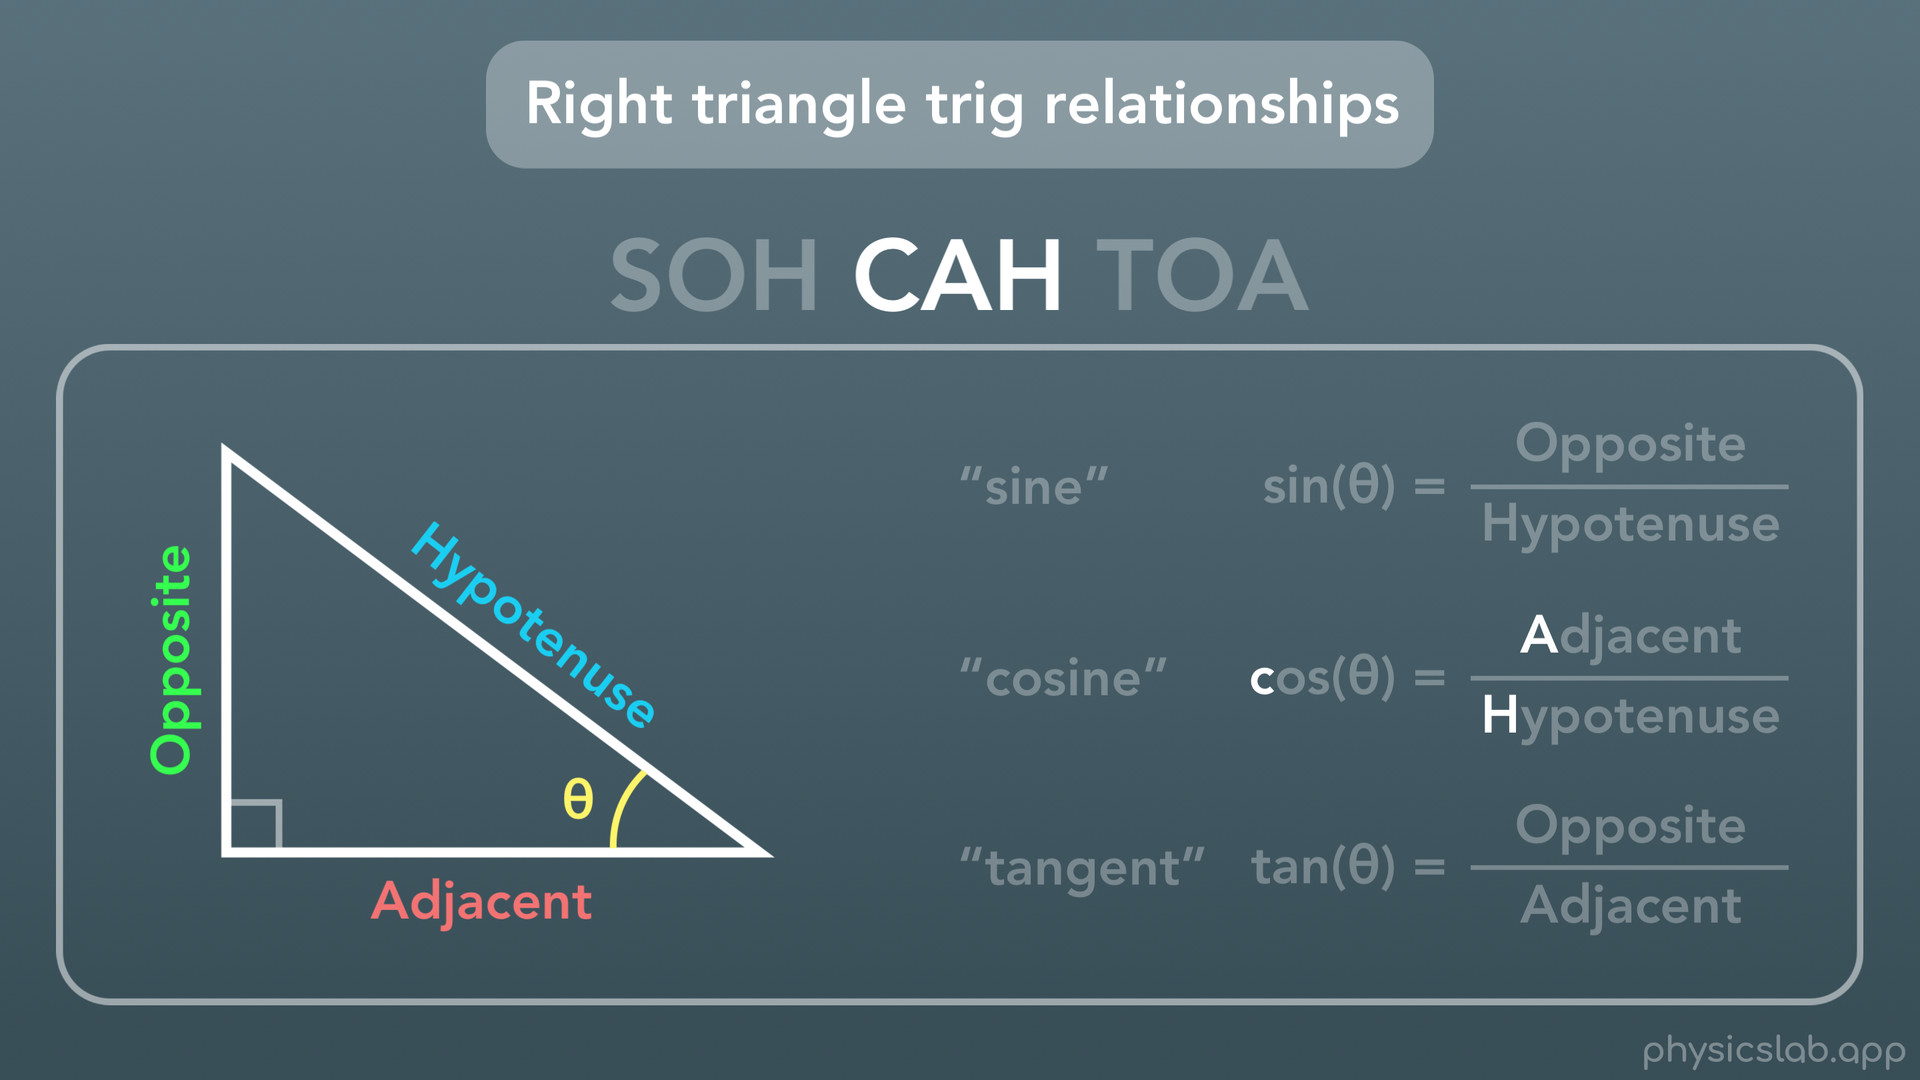 Right triangle trig relationships
SOH CAH TOA
Opposite
Hypotenuse
θ
Adjacent
“sine” sin(θ) = Opposite
Hypotenuse
“cosine” cos(θ) = Adjacent
Hypotenuse
“tangent” tan(θ) = Opposite
Adjacent
physicslab.app